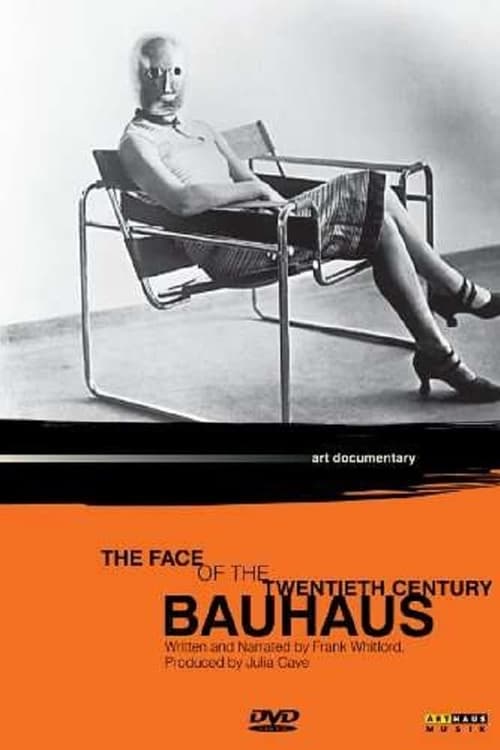 art documentary
THE FACE
OF THE
TWENTIETH CENTURY
BAUHAUS
Written and Narrated by Frank Whitford.
Produced by Julia Cave
DVD
ARTHAUS
MUSIK